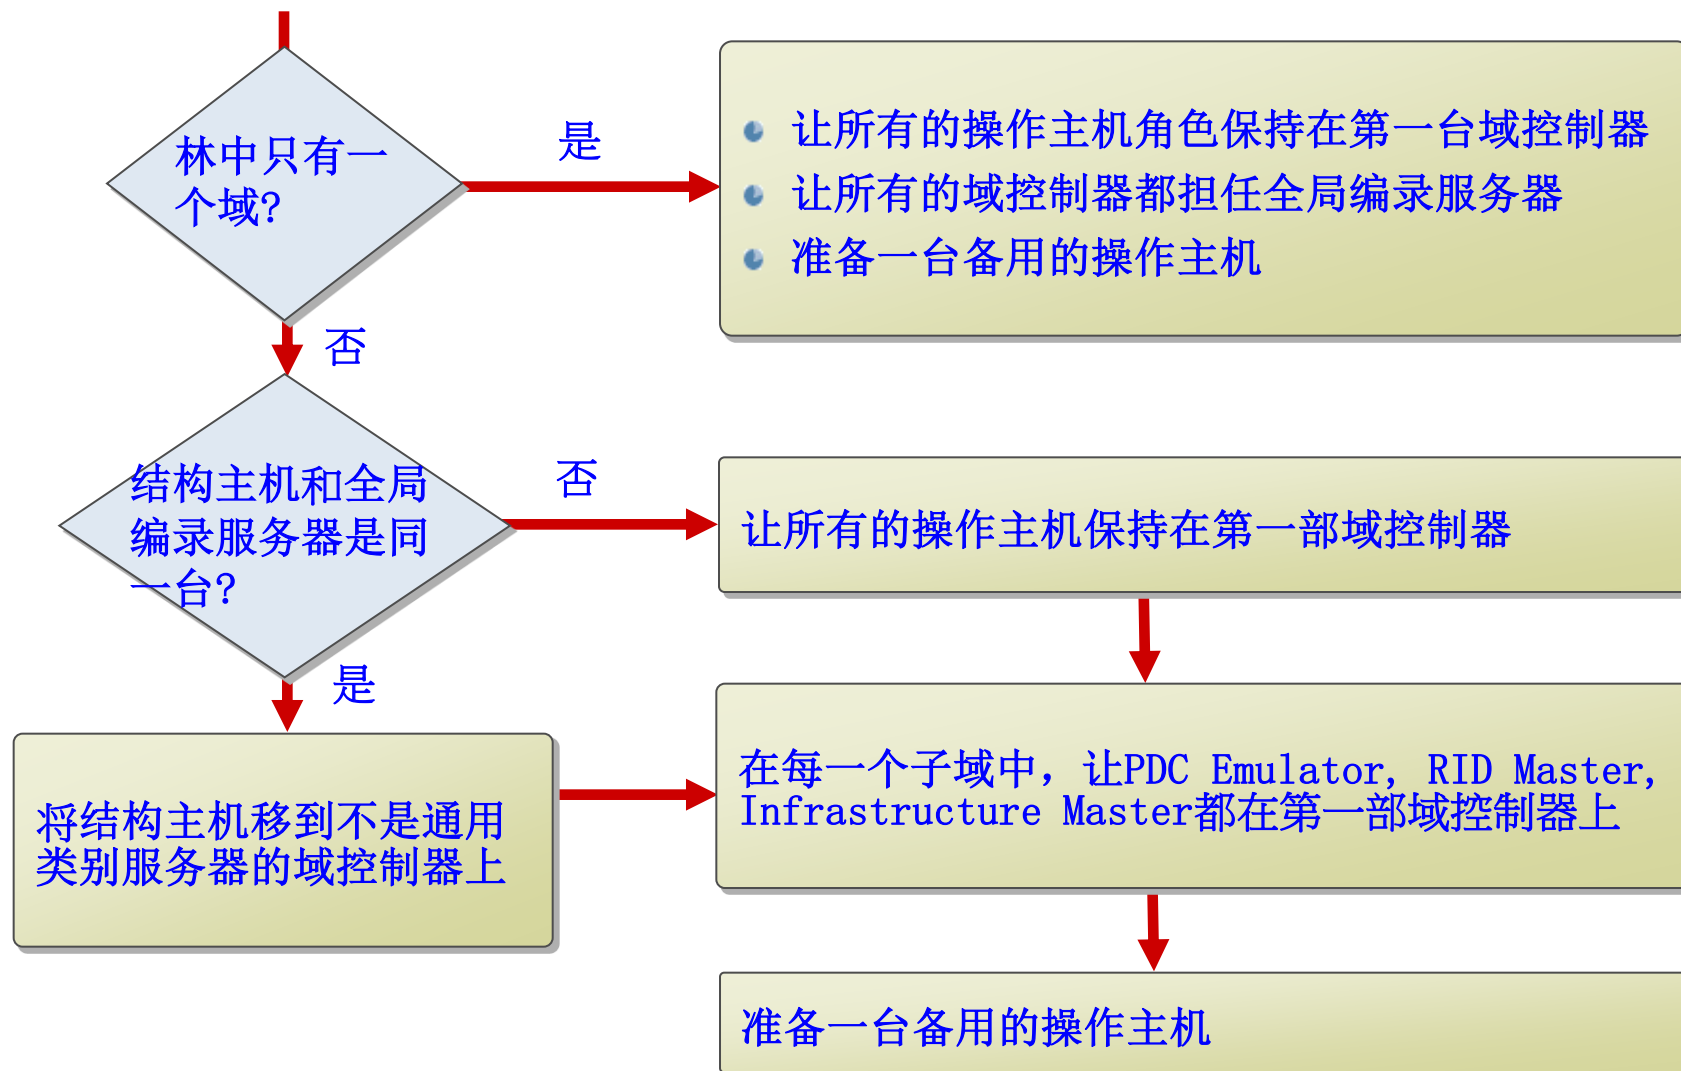 林中只有一
个域?
是
让所有的操作主机角色保持在第一台域控制器
让所有的域控制器都担任全局编录服务器
准备一台备用的操作主机
否
结构主机和全局
编录服务器是同
一台?
否
让所有的操作主机保持在第一部域控制器
是
将结构主机移到不是通用
类别服务器的域控制器上
在每一个子域中，让PDC Emulator, RID Master,
Infrastructure Master都在第一部域控制器上
准备一台备用的操作主机